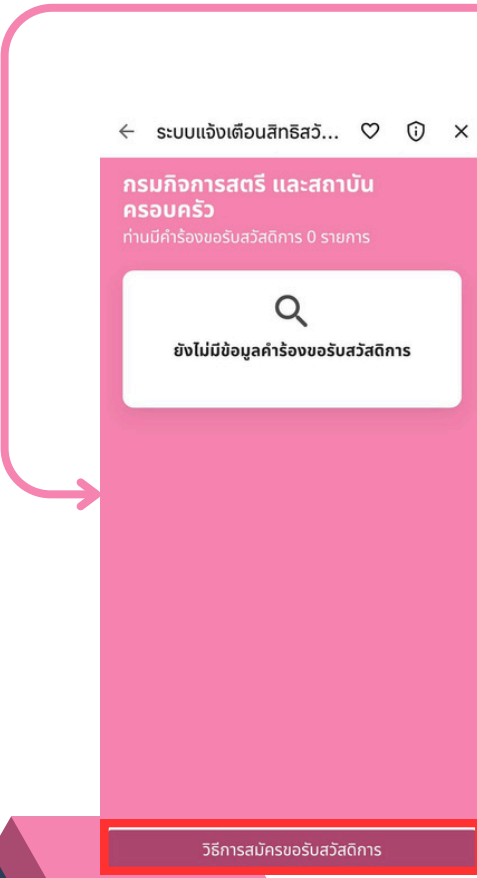 ระบบแจ้งเตือนสิทธิสวั...
กรมกิจการสตรี และสถาบัน
ครอบครัว
ท่านมีคำร้องขอรับสวัสดิการ 0 รายการ
ยังไม่มีข้อมูลคำร้องขอรับสวัสดิการ
วิธีการสมัครขอรับสวัสดิการ